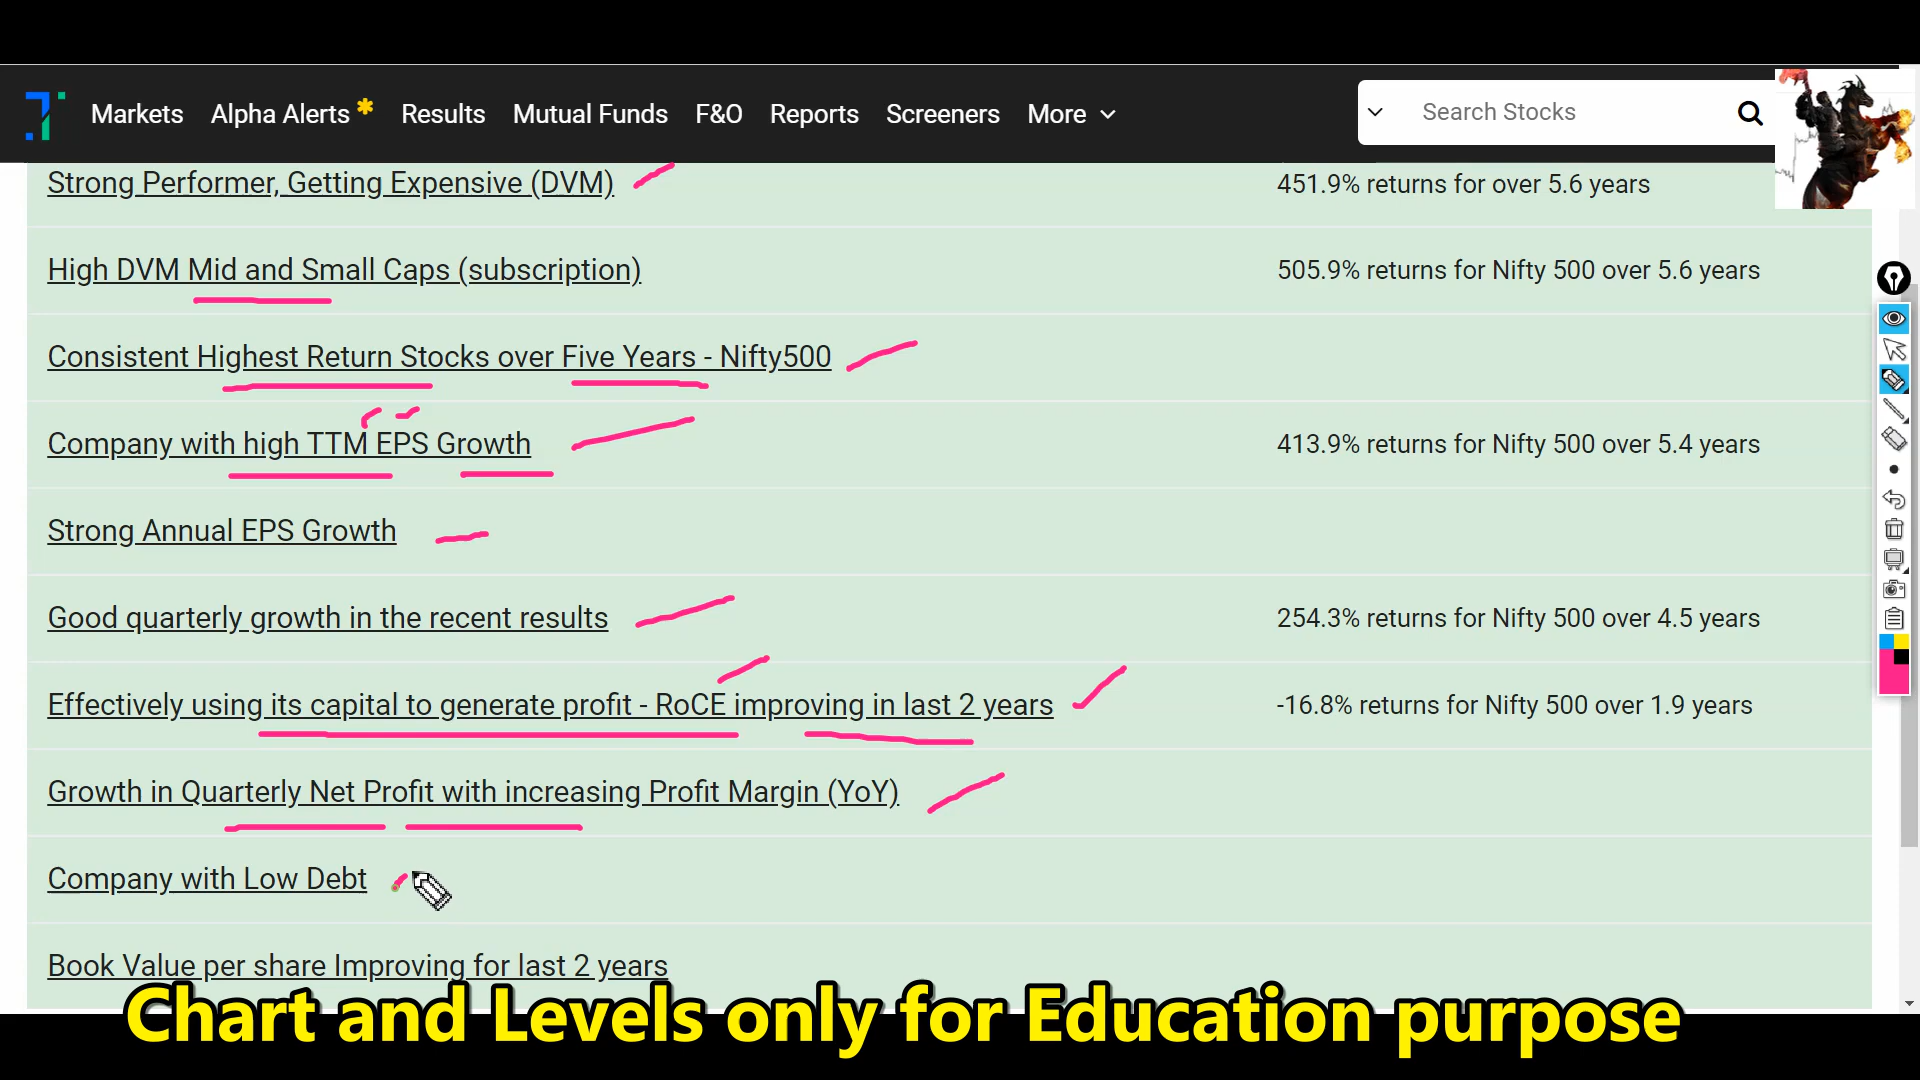 Markets Alpha Alerts Results Mutual Funds F&O Reports Screeners More Search Stocks
Strong Performer, Getting Expensive (DVM) 451.9% returns for over 5.6 years
High DVM Mid and Small Caps (subscription) 505.9% returns for Nifty 500 over 5.6 years
Consistent Highest Return Stocks over Five Years - Nifty500
Company with high TTM EPS Growth 413.9% returns for Nifty 500 over 5.4 years
Strong Annual EPS Growth
Good quarterly growth in the recent results 254.3% returns for Nifty 500 over 4.5 years
Effectively using its capital to generate profit - RoCE improving in last 2 years -16.8% returns for Nifty 500 over 1.9 years
Growth in Quarterly Net Profit with increasing Profit Margin (YoY)
Company with Low Debt
Book Value per share Improving for last 2 years
Chart and Levels only for Education purpose